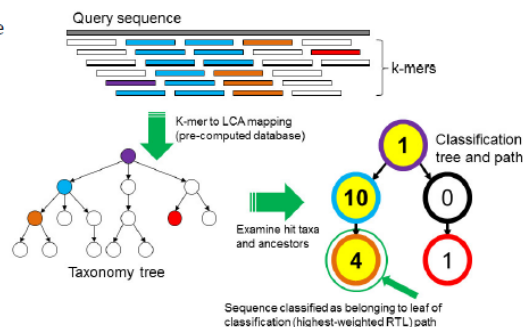 e
Query sequence
k-mers
K-mer to LCA mapping
(pre-computed database)
Classification
tree and path
1
10
0
Examine hit taxa
and ancestors
4
1
Taxonomy tree
Sequence classified as belonging to leaf of
classification (highest-weighted RTL) path